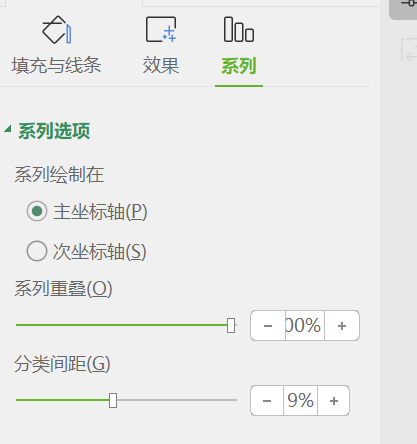 填充与线条 效果 系列
系列选项
系列绘制在
主坐标轴(P)
次坐标轴(S)
系列重叠(O)
− 00% +
分类间距(G)
− 9% +